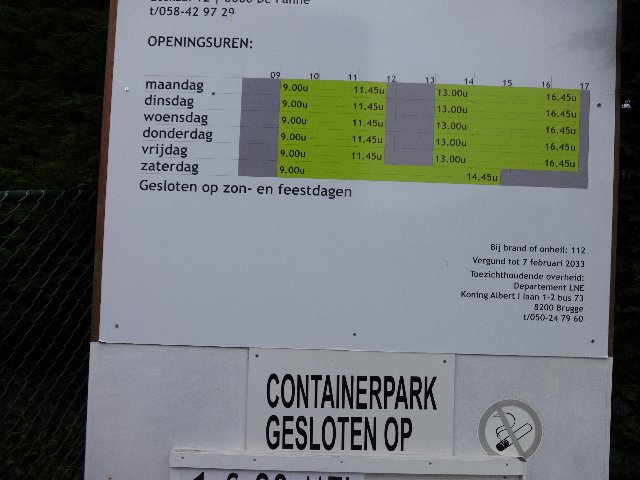 8660 De Panne
t/058-42 97 29
OPENINGSUREN:
09 10 11 12 13 14 15 16 17
maandag 9.00u 11.45u 13.00u 16.45u
dinsdag 9.00u 11.45u 13.00u 16.45u
woensdag 9.00u 11.45u 13.00u 16.45u
donderdag 9.00u 11.45u 13.00u 16.45u
vrijdag 9.00u 11.45u 13.00u 16.45u
zaterdag 9.00u 14.45u
Gesloten op zon- en feestdagen
Bij brand of onheil: 112
Vergund tot 7 februari 2033
Toezichthoudende overheid:
Departement LNE
Koning Albert I laan 1-2 bus 73
8200 Brugge
t/050-24 79 60
CONTAINERPARK
GESLOTEN OP